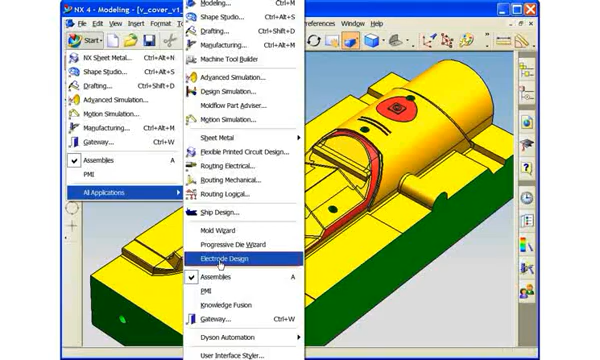 NX 4 - Modeling - [v_cover_v1
File Edit View Insert Format To
references Window Help
Start
NX Sheet Metal... Ctrl+Alt+N
Shape Studio... Ctrl+Alt+S
Drafting... Ctrl+Shift+D
Advanced Simulation...
Motion Simulation...
Manufacturing... Ctrl+Alt+M
Gateway... Ctrl+W
Assemblies A
PMI
All Applications
Modeling... Ctrl+M
Shape Studio... Ctrl+Alt+S
Drafting... Ctrl+Shift+D
Manufacturing... Ctrl+Alt+M
Machine Tool Builder
Advanced Simulation...
Design Simulation...
Moldflow Part Adviser...
Motion Simulation...
Sheet Metal
Flexible Printed Circuit Design...
Routing Electrical...
Routing Mechanical...
Routing Logical...
Ship Design...
Mold Wizard
Progressive Die Wizard
Electrode Design
Assemblies A
PMI
Knowledge Fusion
Gateway... Ctrl+W
Dyson Automation
User Interface Styler...